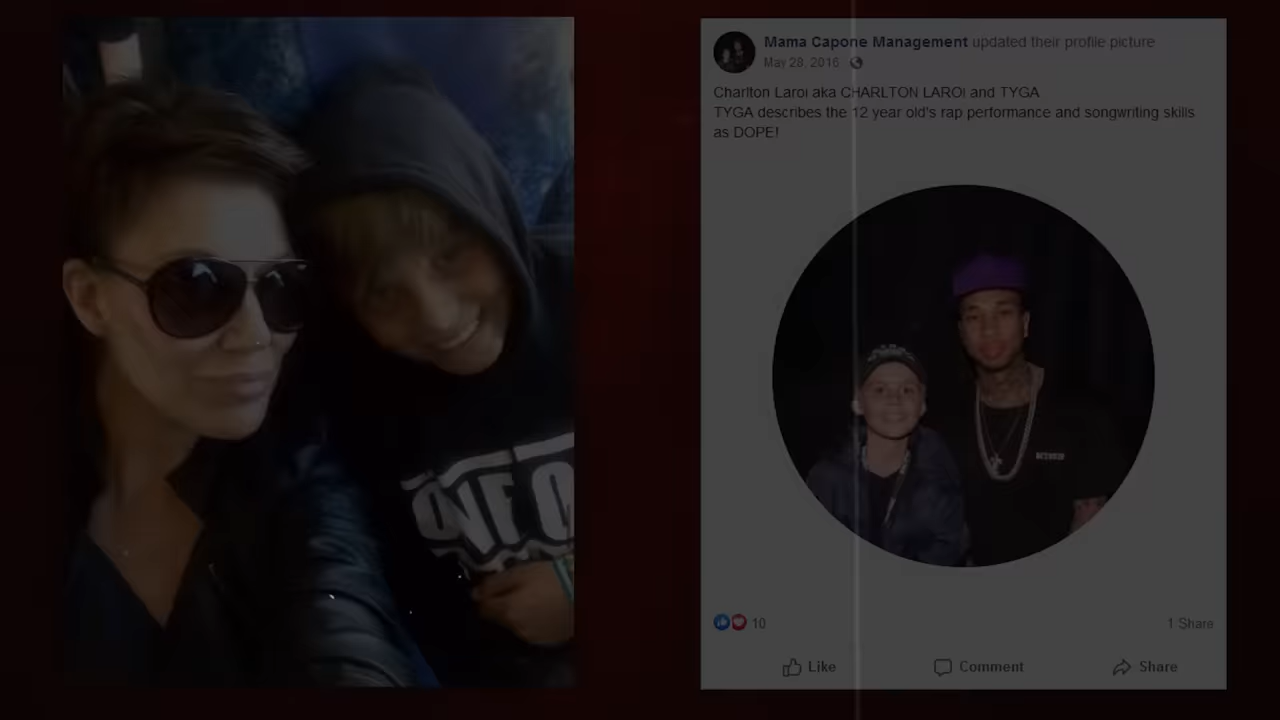 Mama Capone Management updated their profile picture
May 28, 2016
Charlton Laroi aka CHARLTON LAROI and TYGA
TYGA describes the 12 year old's rap performance and songwriting skills
as DOPE!
10
1 Share
Like
Comment
Share